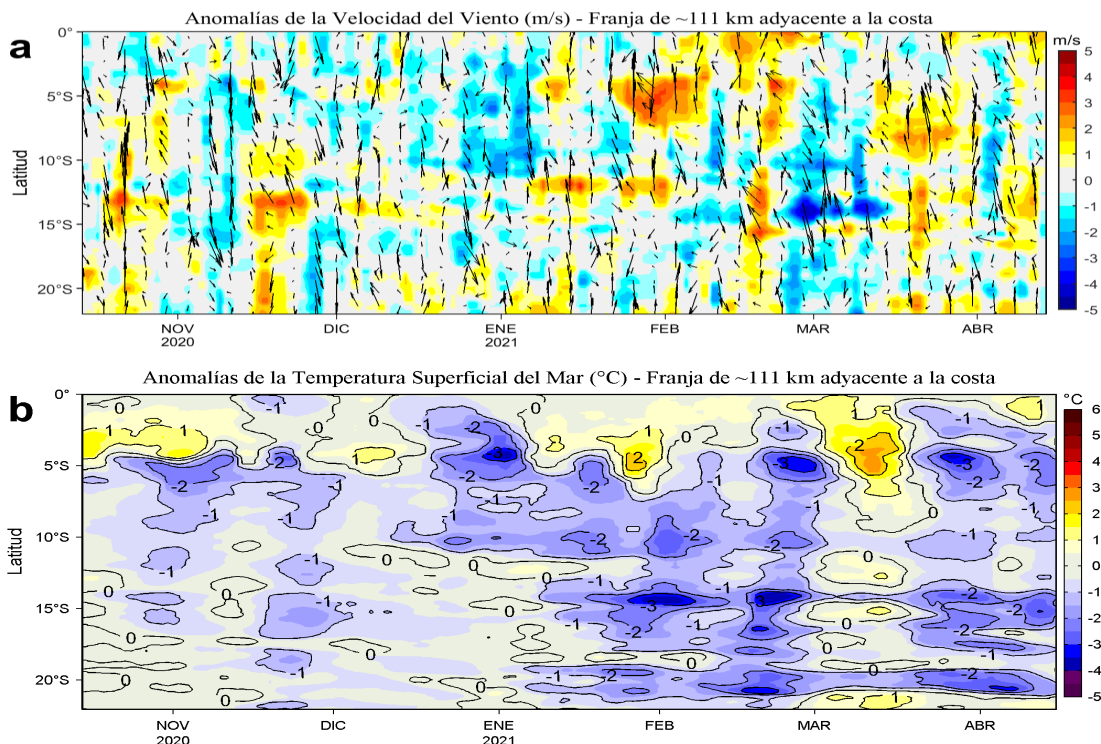 Anomalías de la Velocidad del Viento (m/s) - Franja de ~111 km adyacente a la costa
a
m/s
0°
5°S
10°S
15°S
20°S
Latitud
5
4
3
2
1
0
-1
-2
-3
-4
-5
NOV
DIC
ENE
FEB
MAR
ABR
2020
2021
Anomalías de la Temperatura Superficial del Mar (°C) - Franja de ~111 km adyacente a la costa
b
°C
0°
5°S
10°S
15°S
20°S
Latitud
6
5
4
3
2
1
0
-1
-2
-3
-4
-5
NOV
DIC
ENE
FEB
MAR
ABR
2020
2021